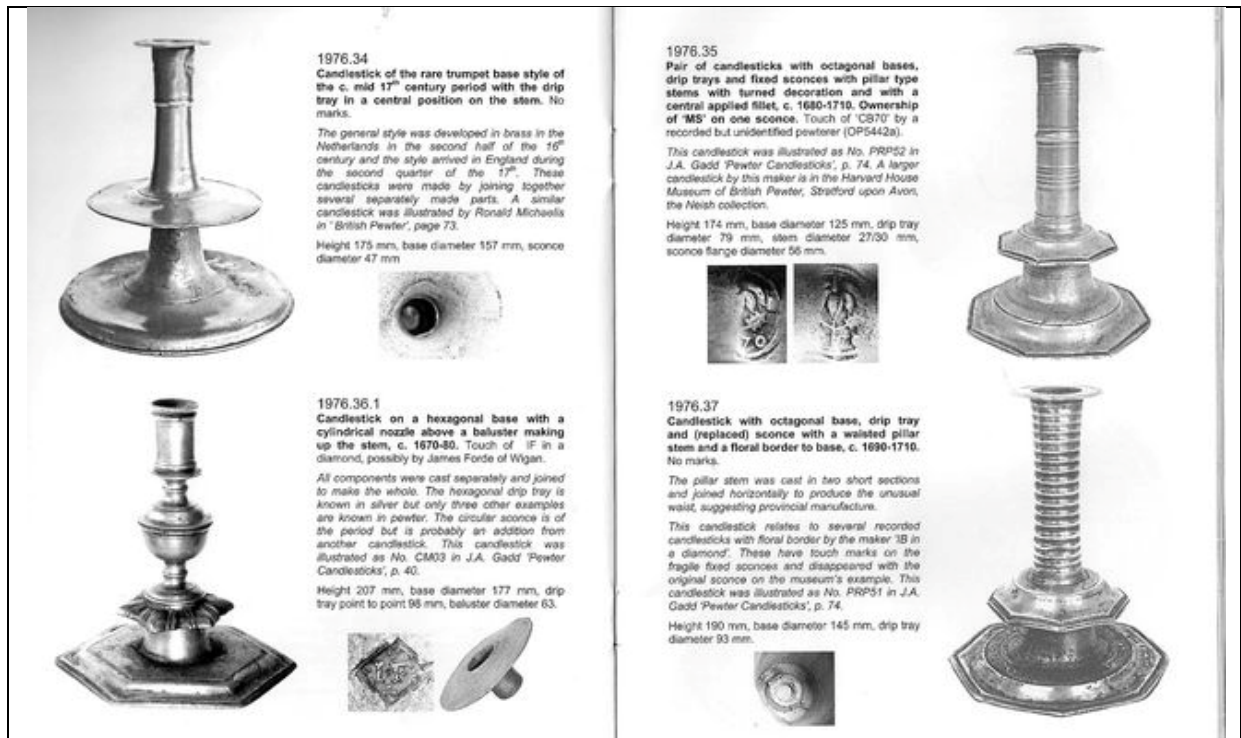 1976.34
Candlestick of the rare trumpet base style of
the c. mid 17th century period with the drip
tray in a central position on the stem. No
marks.
The general style was developed in brass in the
Netherlands in the second half of the 16th
century and the style arrived in England during
the second quarter of the 17th. These
candlesticks were made by joining together
several separately made parts. A similar
candlestick was illustrated by Ronald Michaelis
in 'British Pewter', page 73.
Height 175 mm, base diameter 157 mm, sconce
diameter 47 mm
1976.36.1
Candlestick on a hexagonal base with a
cylindrical nozzle above a baluster making
up the stem, c. 1670-80. Touch of IF in a
diamond, possibly by James Forde of Wigan.
All components were cast separately and joined
to make the whole. The hexagonal drip tray is
known in silver but only three other examples
are known in pewter. The circular sconce is of
the period but is probably an addition from
another candlestick. This candlestick was
illustrated as No. CM03 in J.A. Gadd 'Pewter
Candlesticks', p. 40.
Height 207 mm, base diameter 177 mm, drip
tray point to point 98 mm, baluster diameter 63.
I F
1976.35
Pair of candlesticks with octagonal bases,
drip trays and fixed sconces with pillar type
stems with turned decoration and with a
central applied fillet, c. 1680-1710. Ownership
of 'MS' on one sconce. Touch of 'CB70' by a
recorded but unidentified pewterer (OP5442a).
This candlestick was illustrated as No. PRP52 in
J.A. Gadd 'Pewter Candlesticks', p. 74. A larger
candlestick by this maker is in the Harvard House
Museum of British Pewter, Stratford upon Avon,
the Neish collection.
Height 174 mm, base diameter 125 mm, drip tray
diameter 79 mm, stem diameter 27/30 mm,
sconce flange diameter 56 mm.
70
1976.37
Candlestick with octagonal base, drip tray
and (replaced) sconce with a waisted pillar
stem and a floral border to base, c. 1690-1710.
No marks.
The pillar stem was cast in two short sections
and joined horizontally to produce the unusual
waist, suggesting provincial manufacture.
This candlestick relates to several recorded
candlesticks with floral border by the maker 'IB in
a diamond'. These have touch marks on the
fragile fixed sconces and disappeared with the
original sconce on the museum's example. This
candlestick was illustrated as No. PRP51 in J.A.
Gadd 'Pewter Candlesticks', p. 74.
Height 190 mm, base diameter 145 mm, drip tray
diameter 93 mm.